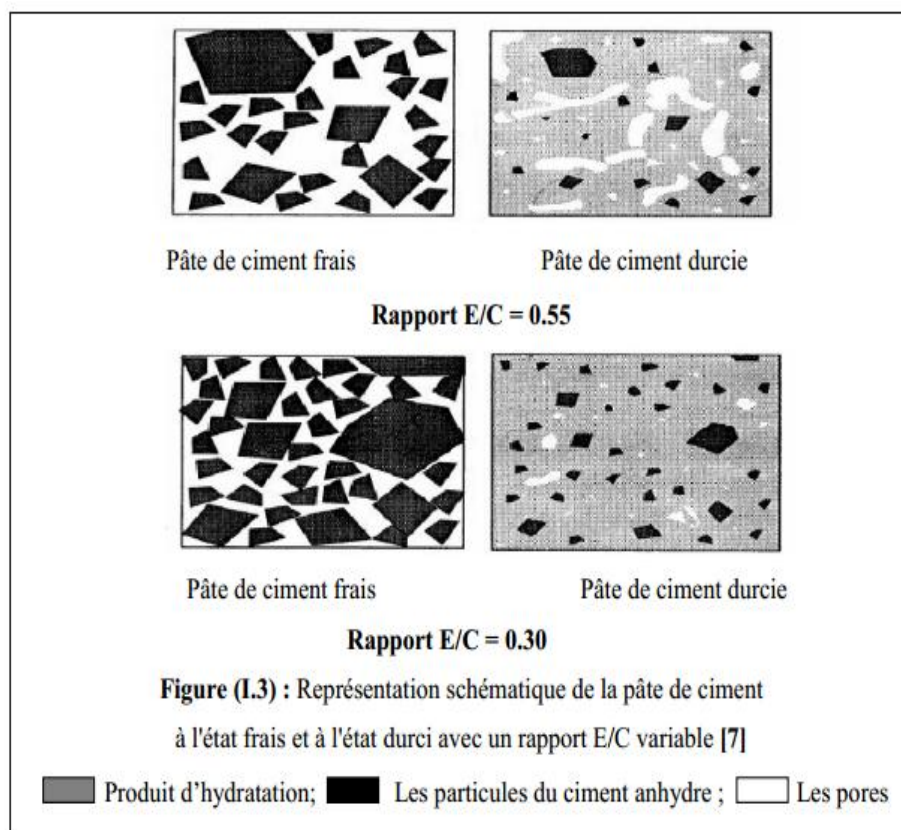 Pâte de ciment frais Pâte de ciment durcie
Rapport E/C = 0.55
Pâte de ciment frais Pâte de ciment durcie
Rapport E/C = 0.30
Figure (I.3) : Représentation schématique de la pâte de ciment
à l'état frais et à l'état durci avec un rapport E/C variable [7]
Produit d’hydratation; Les particules du ciment anhydre ; Les pores